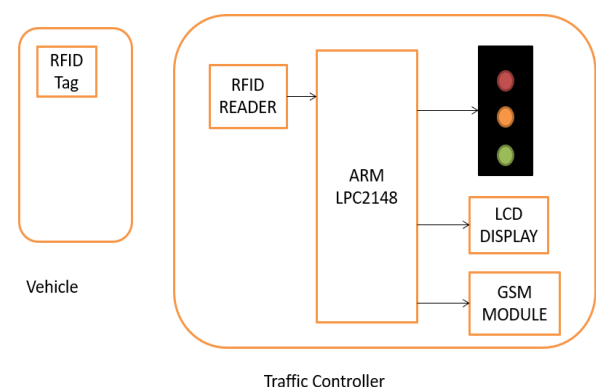 RFID
Tag
Vehicle
RFID
READER
ARM
LPC2148
LCD
DISPLAY
GSM
MODULE
Traffic Controller